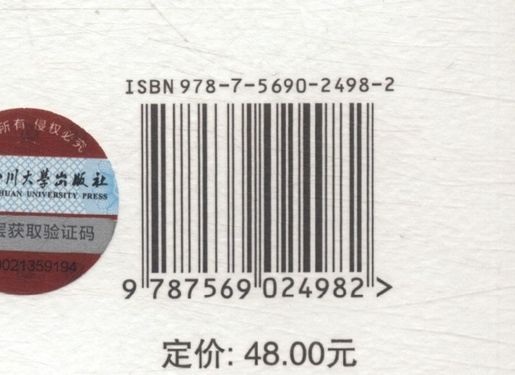 ISBN 978-7-5690-2498-2
所有 侵权必究
川大学出版社
HUAN UNIVERSITY PRESS
层获取验证码
0021359194
9 787569 024982 >
定价: 48.00元